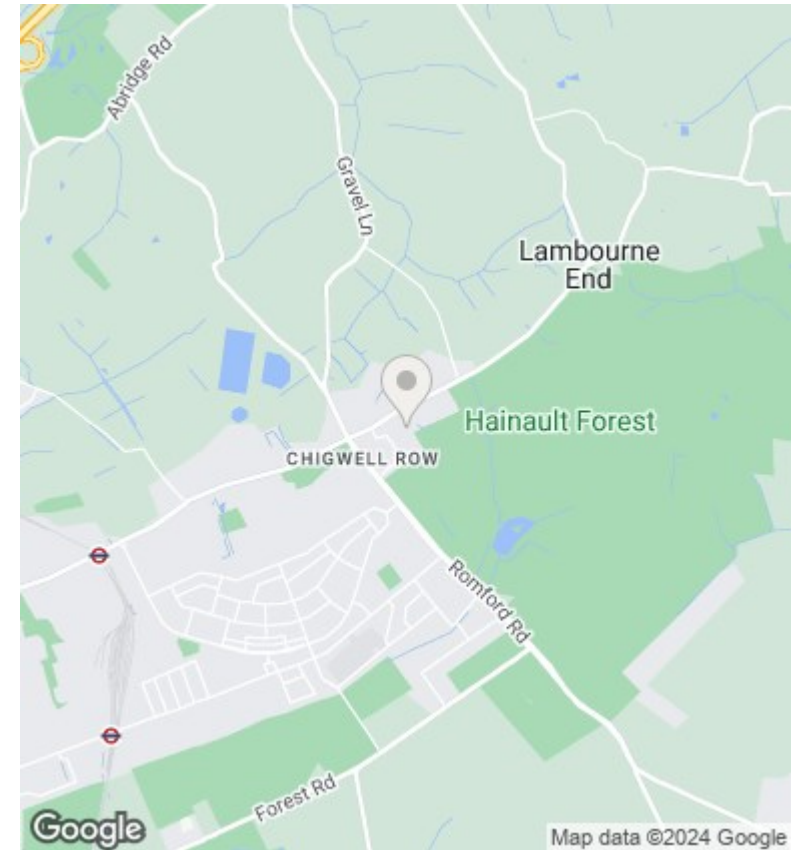 Abridge Rd
Gravel Ln
Lambourne
End
Hainault Forest
CHIGWELL ROW
Romford Rd
Forest Rd
Google
Map data ©2024 Google